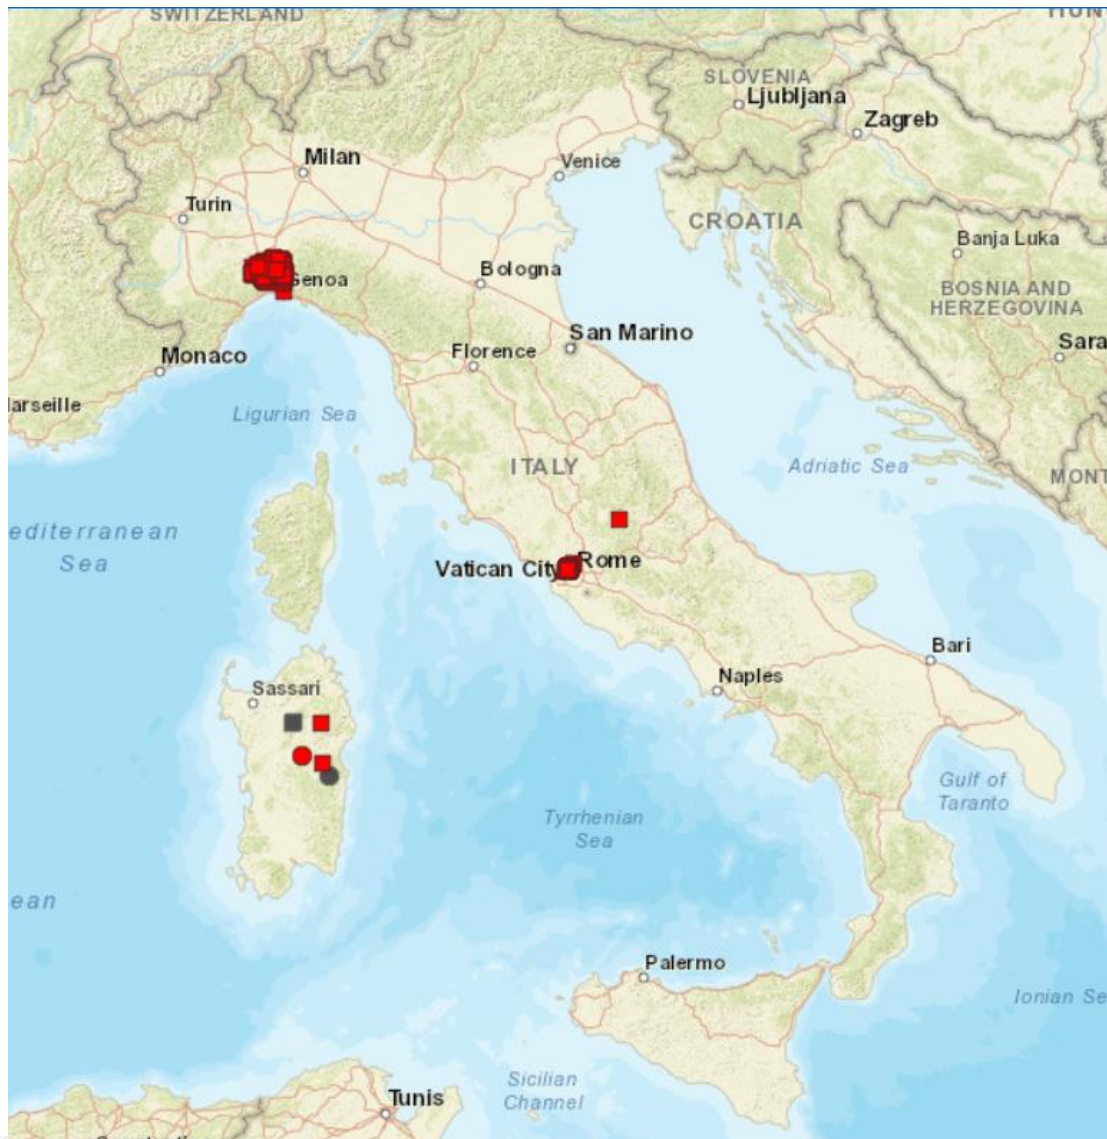 SWITZERLAND
HUN
SLOVENIA
Ljubljana
Zagreb
Milan
Venice
Turin
CROATIA
Banja Luka
Bologna
Genoa
BOSNIA AND
HERZEGOVINA
San Marino
Sara
Florence
Monaco
Marseille
Ligurian Sea
ITALY
Adriatic Sea
MONT
editerranean
Sea
Rome
Vatican City
Bari
Naples
Sassari
Gulf of
Taranto
Tyrrhenian
Sea
ean
Palermo
Ionian Se
Sicilian
Channel
Tunis